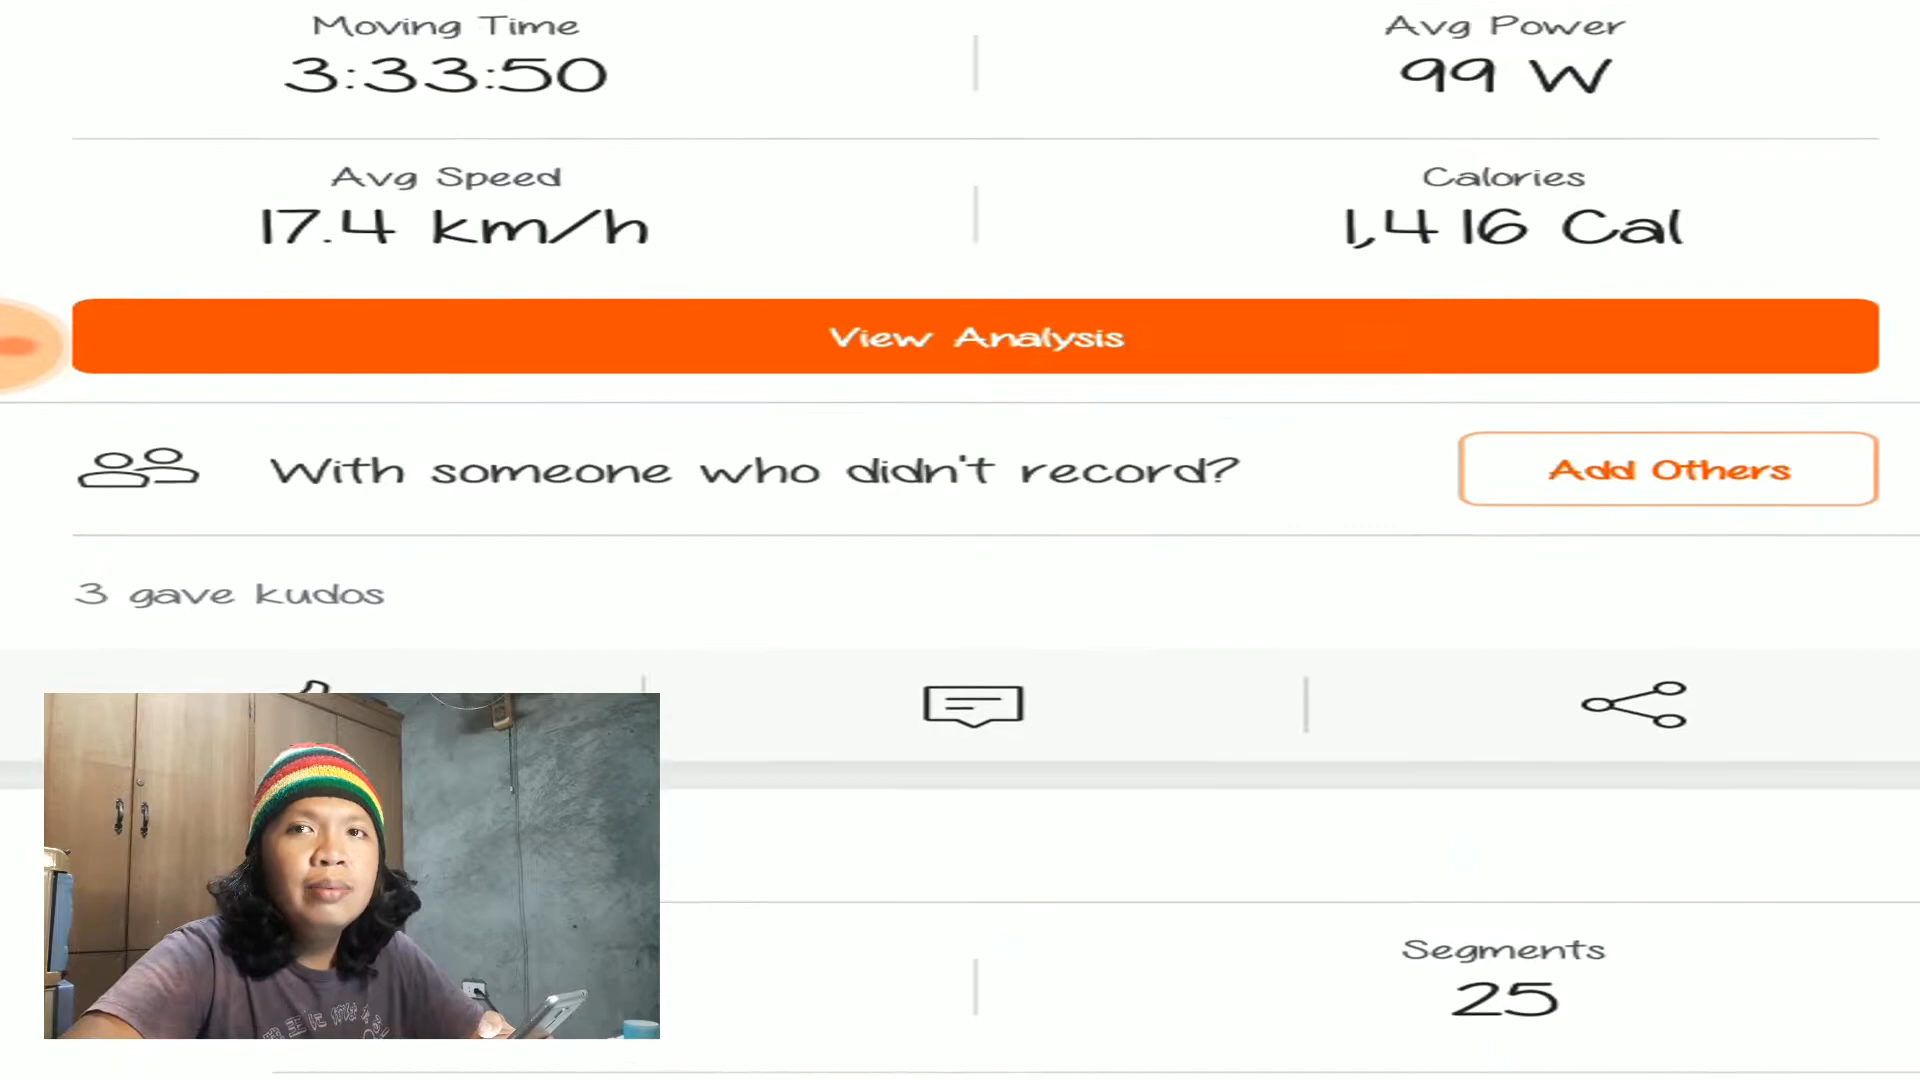 Moving Time
3:33:50
Avg Power
99 W
Avg Speed
17.4 km/h
Calories
1,416 Cal
View Analysis
With someone who didn't record?
Add Others
3 gave kudos
Segments
25